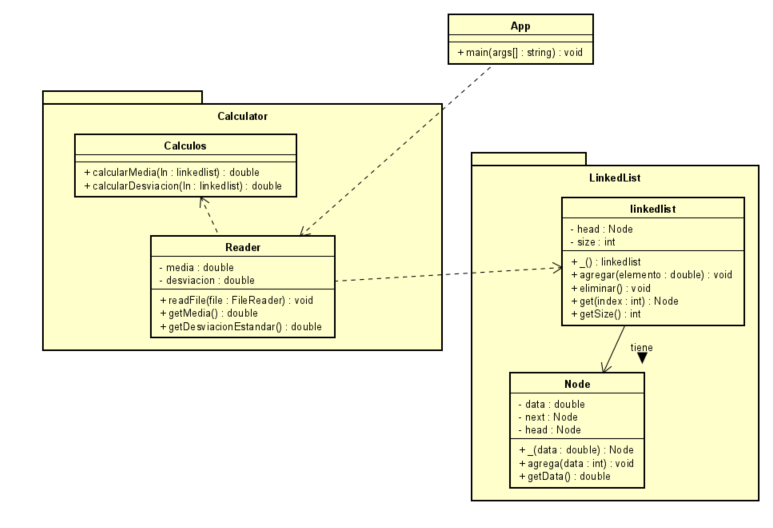 App
+ main(args[] : string) : void
Calculator
Calculos
+ calcularMedia(ln : linkedlist) : double
+ calcularDesviacion(ln : linkedlist) : double
Reader
- media : double
- desviacion : double
+ readFile(file : FileReader) : void
+ getMedia() : double
+ getDesviacionEstandar() : double
LinkedList
linkedlist
- head : Node
- size : int
+ _() : linkedlist
+ agregar(elemento : double) : void
+ eliminar() : void
+ get(index : int) : Node
+ getSize() : int
tiene
Node
- data : double
- next : Node
- head : Node
+ _(data : double) : Node
+ agrega(data : int) : void
+ getData() : double